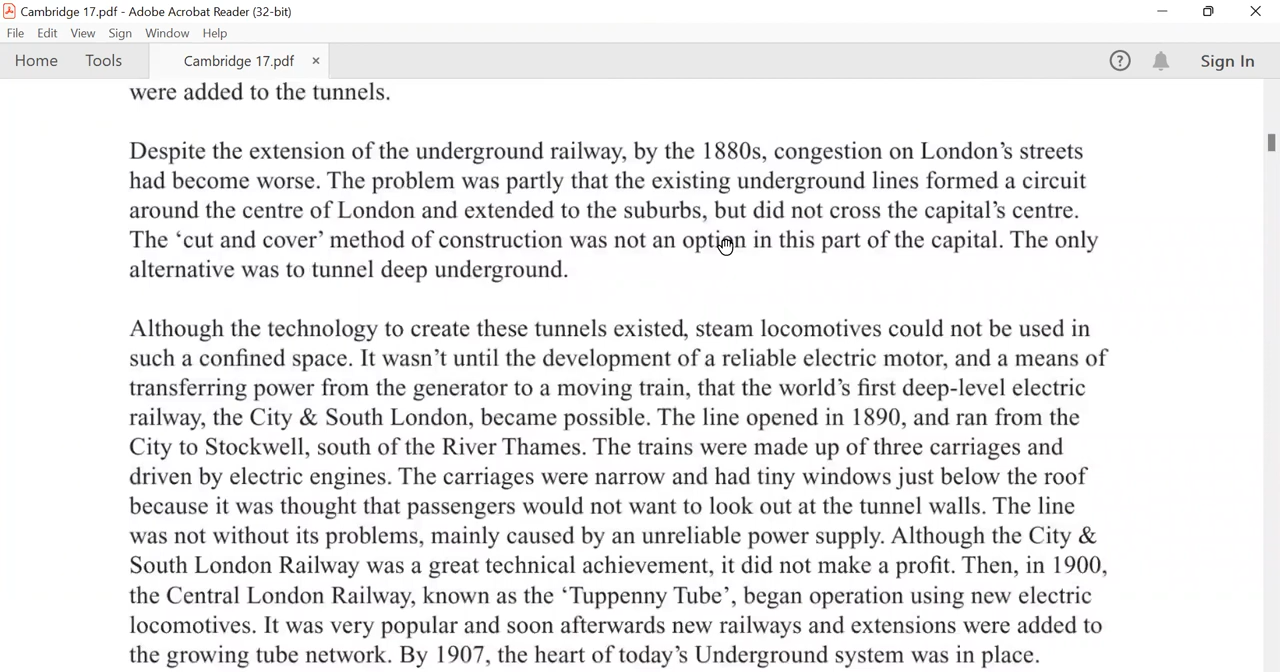 Cambridge 17.pdf - Adobe Acrobat Reader (32-bit)
File Edit View Sign Window Help
Home Tools Cambridge 17.pdf × ? Sign In
were added to the tunnels.
Despite the extension of the underground railway, by the 1880s, congestion on London’s streets
had become worse. The problem was partly that the existing underground lines formed a circuit
around the centre of London and extended to the suburbs, but did not cross the capital’s centre.
The ‘cut and cover’ method of construction was not an option in this part of the capital. The only
alternative was to tunnel deep underground.
Although the technology to create these tunnels existed, steam locomotives could not be used in
such a confined space. It wasn’t until the development of a reliable electric motor, and a means of
transferring power from the generator to a moving train, that the world’s first deep-level electric
railway, the City & South London, became possible. The line opened in 1890, and ran from the
City to Stockwell, south of the River Thames. The trains were made up of three carriages and
driven by electric engines. The carriages were narrow and had tiny windows just below the roof
because it was thought that passengers would not want to look out at the tunnel walls. The line
was not without its problems, mainly caused by an unreliable power supply. Although the City &
South London Railway was a great technical achievement, it did not make a profit. Then, in 1900,
the Central London Railway, known as the ‘Tuppenny Tube’, began operation using new electric
locomotives. It was very popular and soon afterwards new railways and extensions were added to
the growing tube network. By 1907, the heart of today’s Underground system was in place.